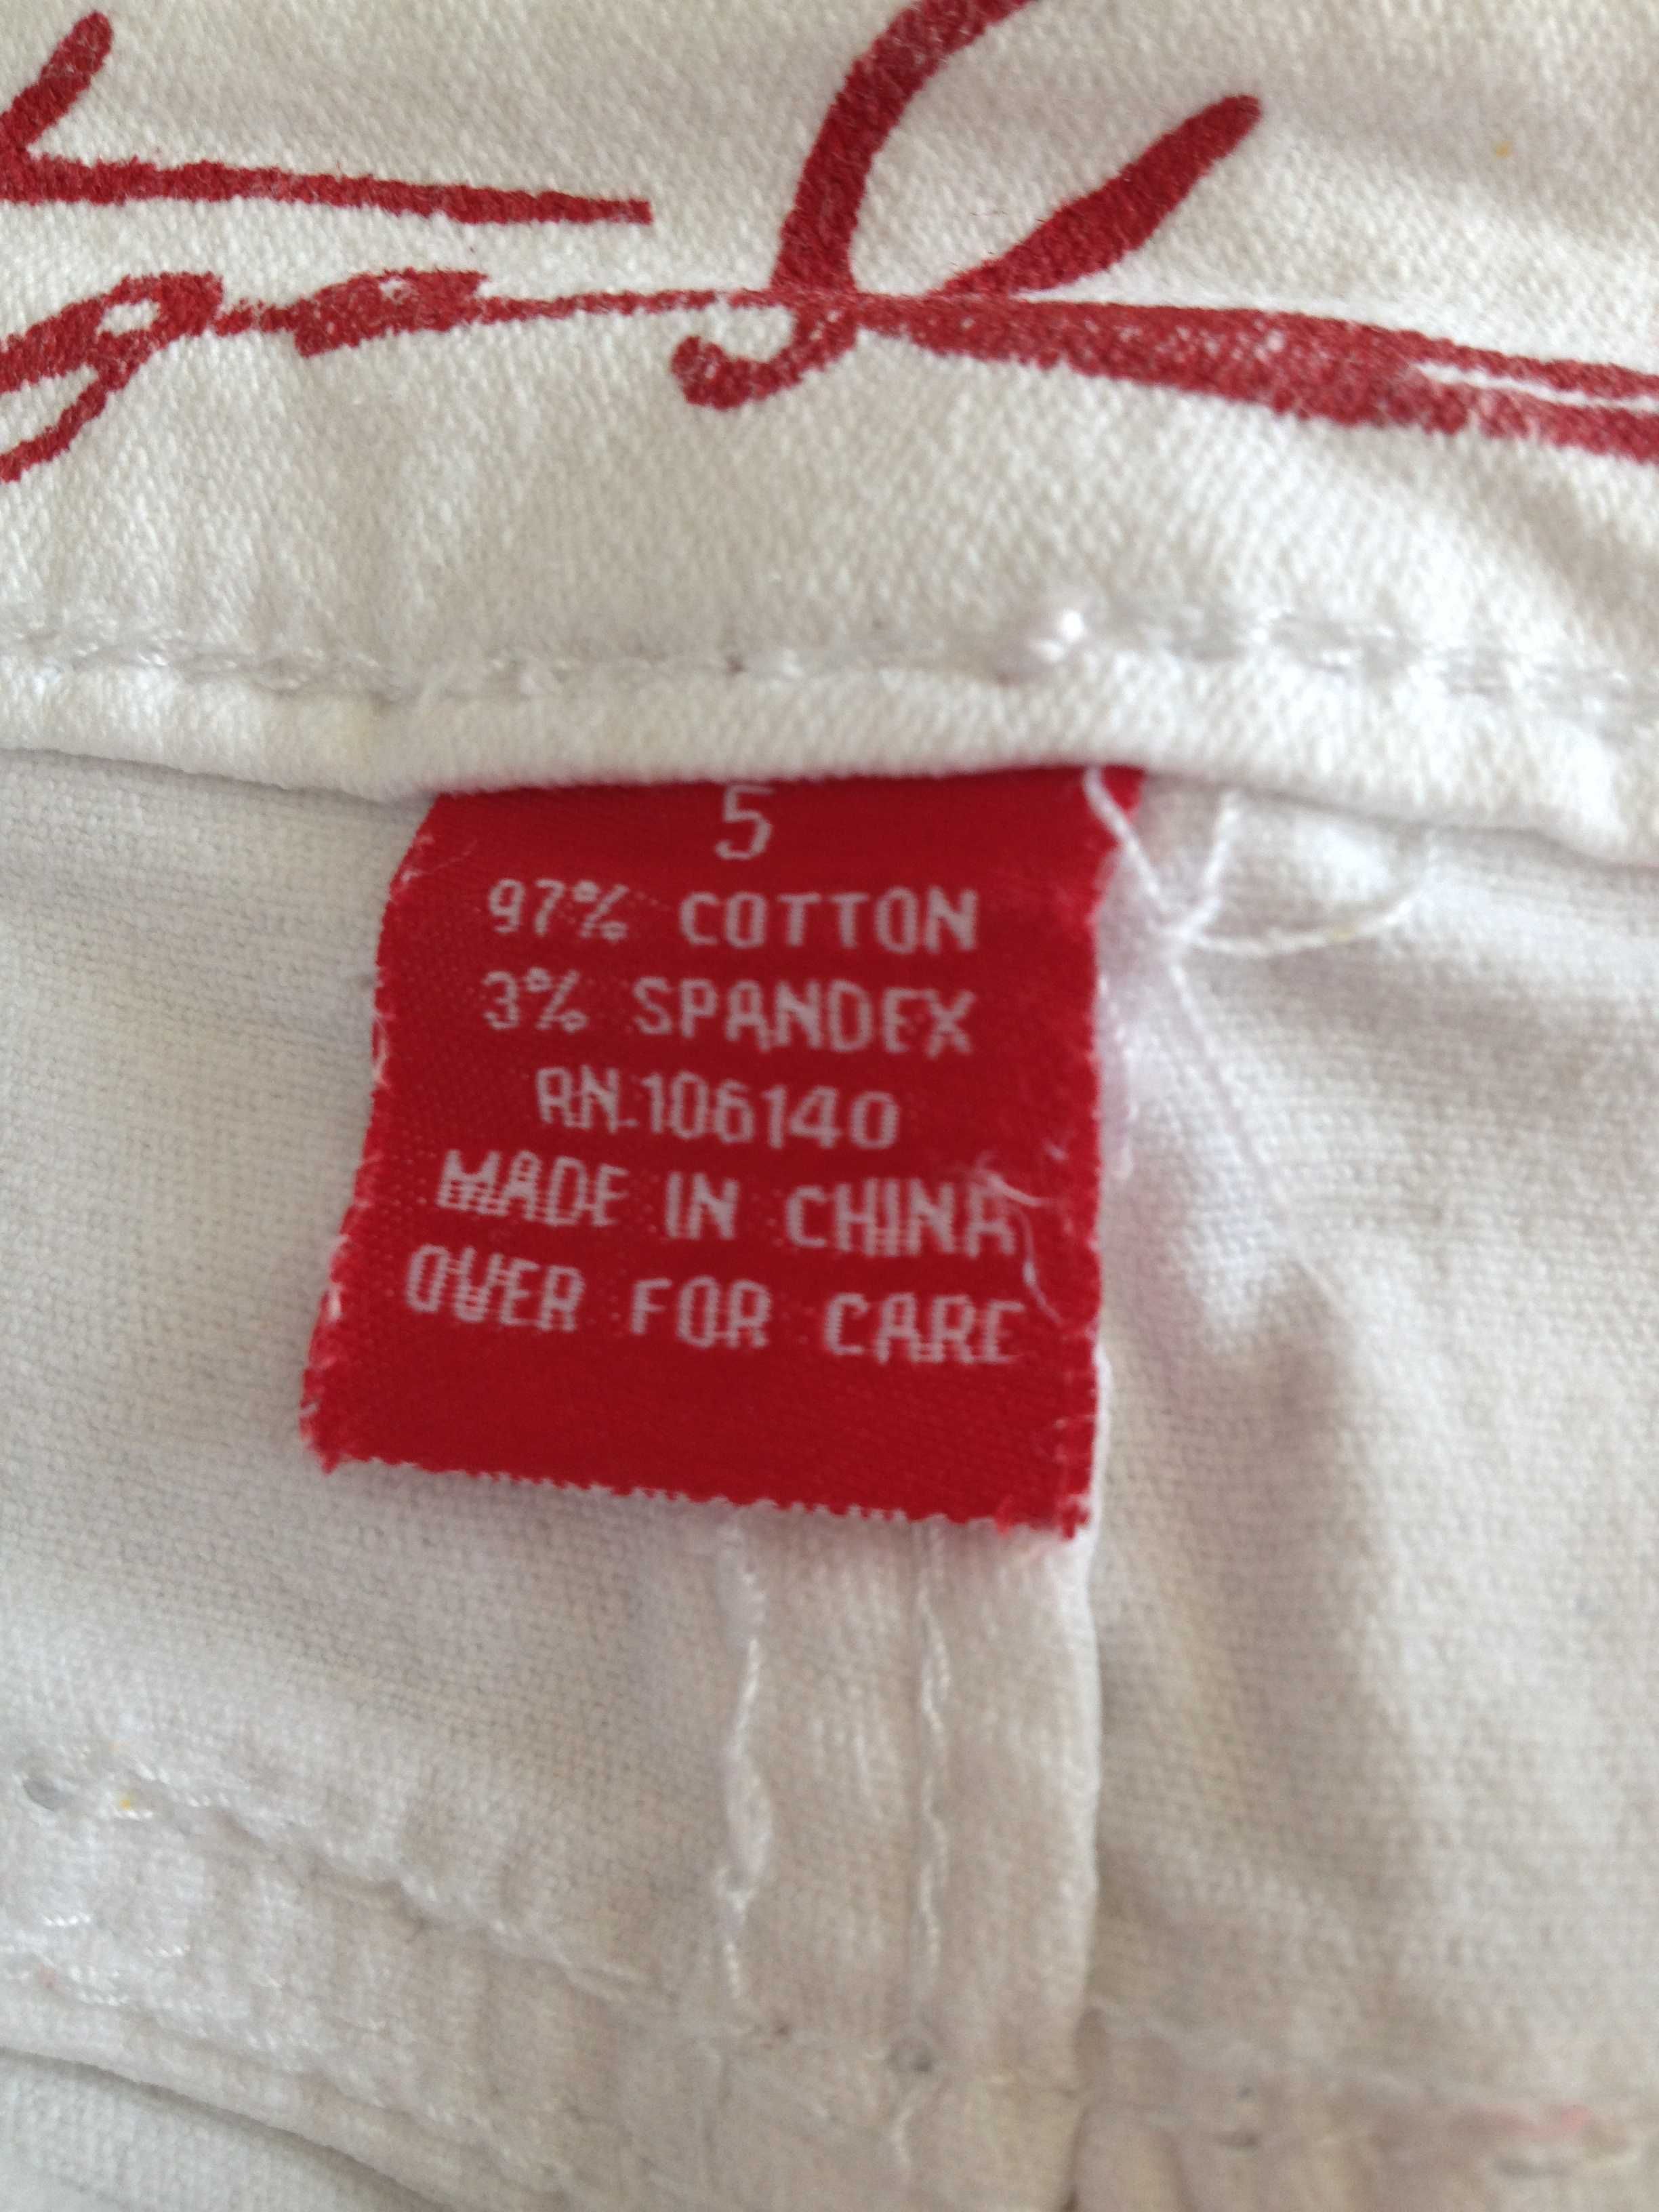 5
97% COTTON
3% SPANDEX
RN.106140
MADE IN CHINA
OVER FOR CARE